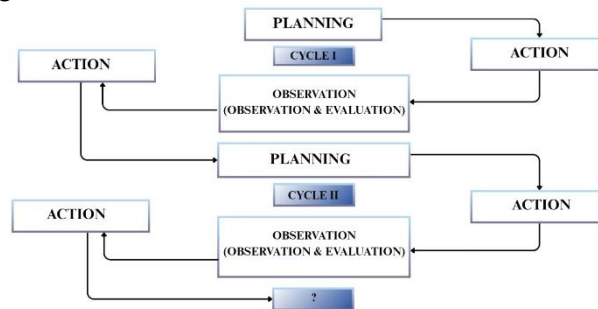 PLANNING
ACTION
CYCLE I
ACTION
OBSERVATION
(OBSERVATION & EVALUATION)
PLANNING
ACTION
CYCLE II
ACTION
OBSERVATION
(OBSERVATION & EVALUATION)
?